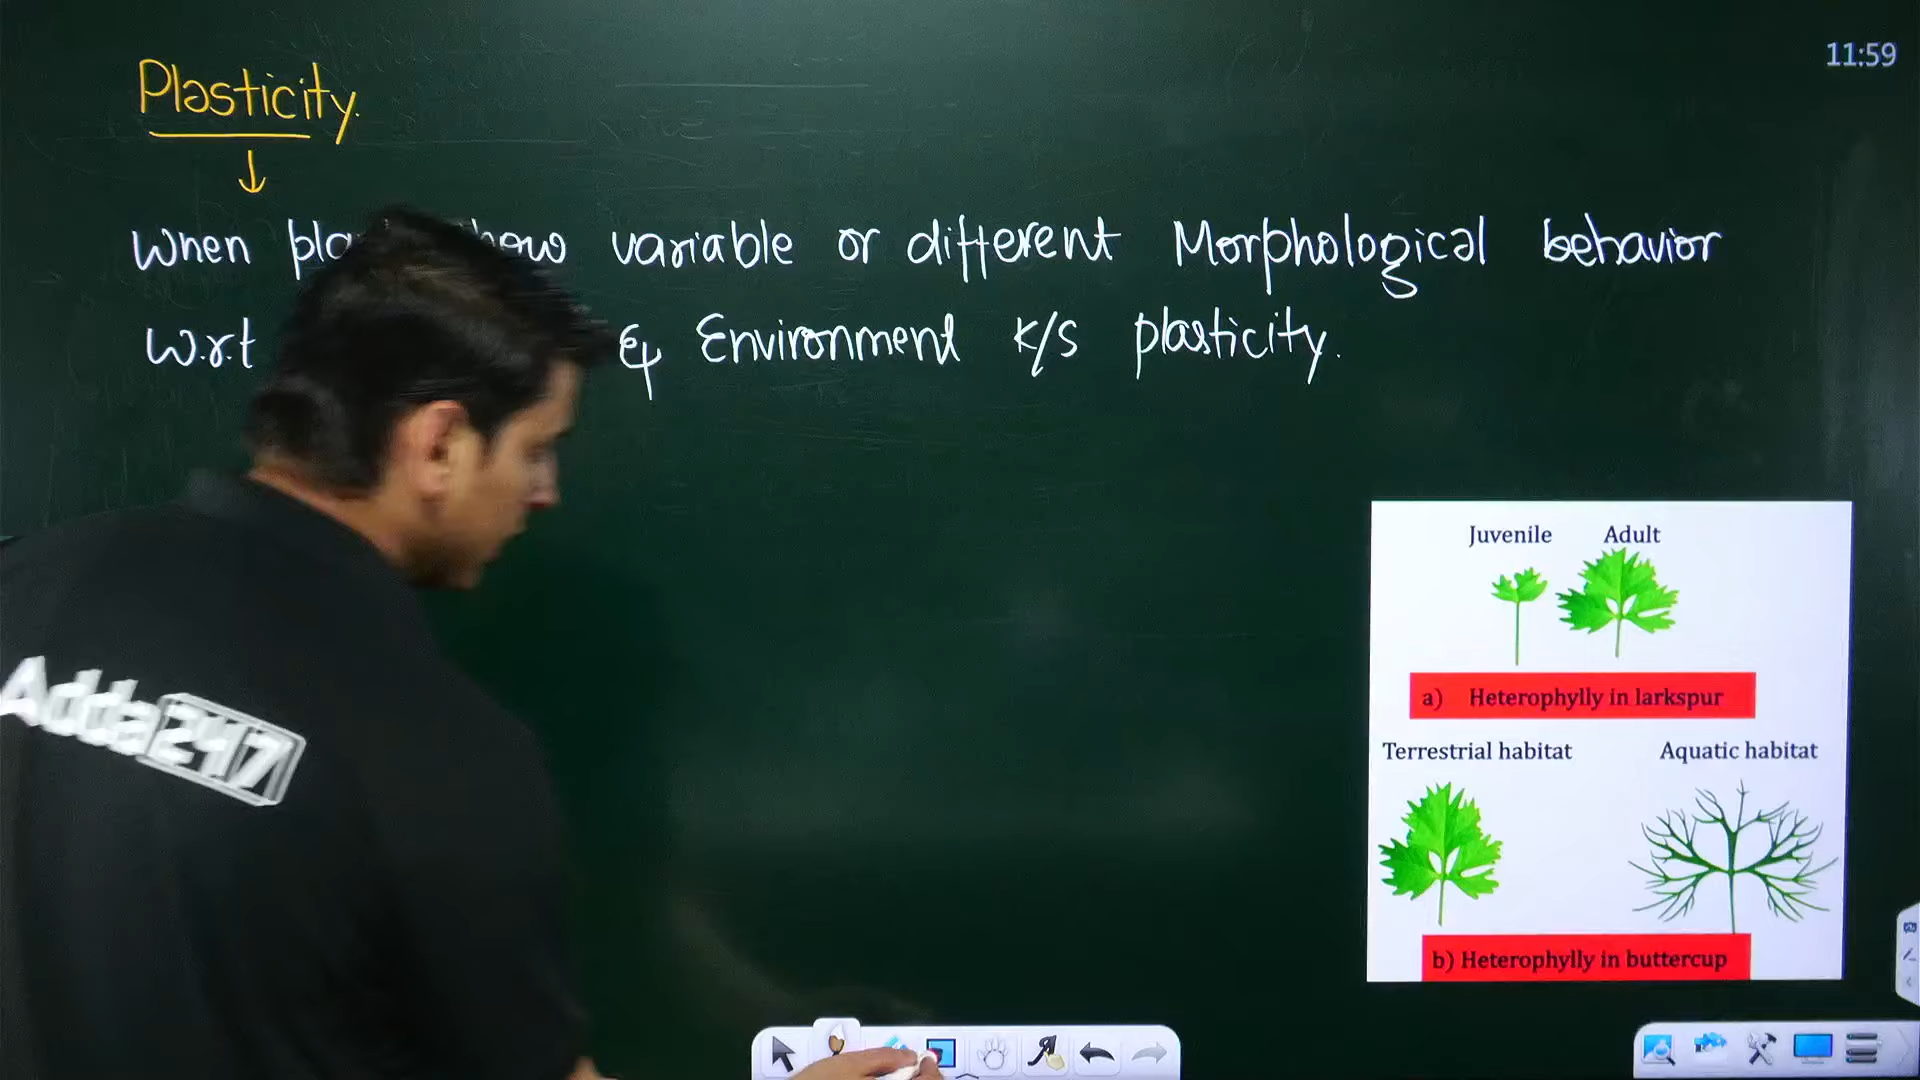 11:59
Plasticity.
When variable or different Morphological behavior
W.r.t & Environment k/s plasticity.
Juvenile Adult
a) Heterophylly in larkspur
Terrestrial habitat Aquatic habitat
b) Heterophylly in buttercup
Adda247